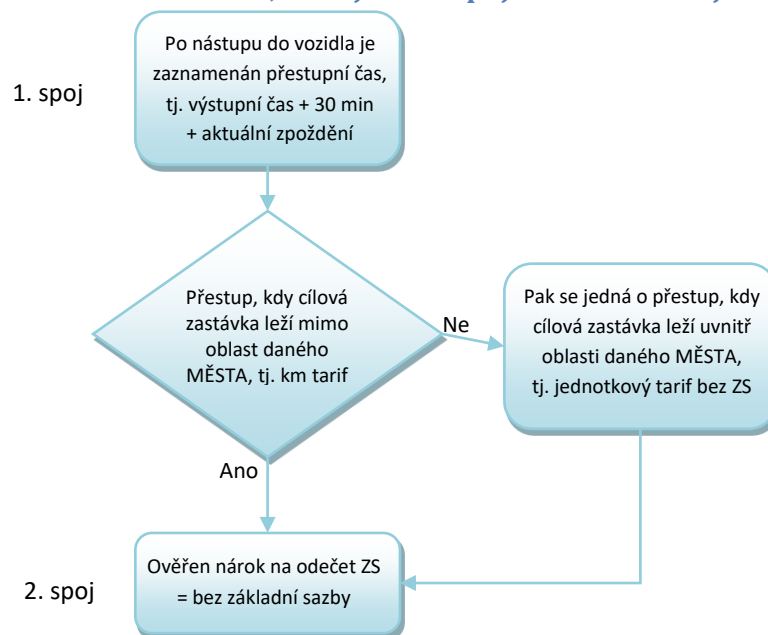 Po nástupu do vozidla je
zaznamenán přestupní čas,
tj. výstupní čas + 30 min
+ aktuální zpoždění
1. spoj
Přestup, kdy cílová
zastávka leží mimo
oblast daného
MĚSTA, tj. km tarif
Ne
Pak se jedná o přestup, kdy
cílová zastávka leží uvnitř
oblasti daného MĚSTA,
tj. jednotkový tarif bez ZS
Ano
Ověřen nárok na odečet ZS
= bez základní sazby
2. spoj